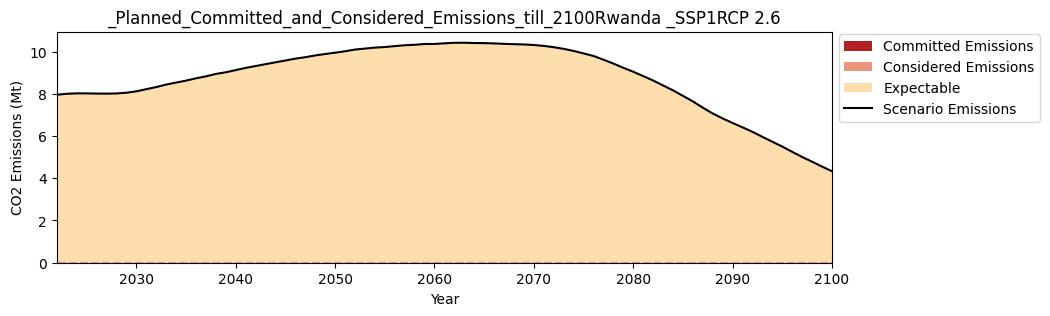 _Planned_Committed_and_Considered_Emissions_till_2100Rwanda _SSP1RCP 2.6
CO2 Emissions (Mt)
10
8
6
4
2
0
2030 2040 2050 2060 2070 2080 2090 2100
Year
Committed Emissions
Considered Emissions
Expectable
Scenario Emissions